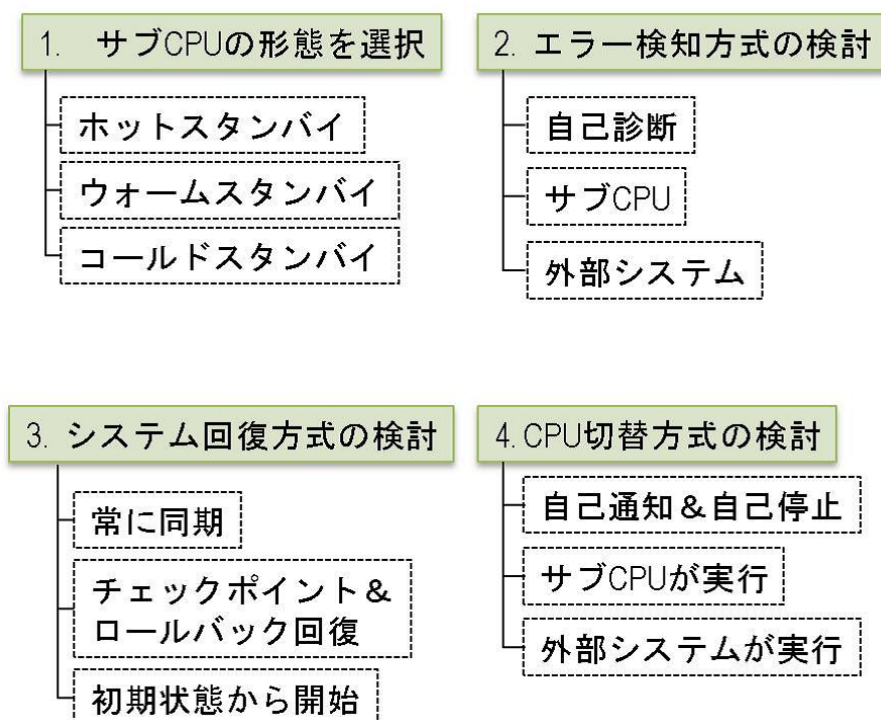 1. サブCPUの形態を選択
ホットスタンバイ
ウォームスタンバイ
コールドスタンバイ
2. エラー検知方式の検討
自己診断
サブCPU
外部システム
3. システム回復方式の検討
常に同期
チェックポイント＆
ロールバック回復
初期状態から開始
4. CPU切替方式の検討
自己通知＆自己停止
サブCPUが実行
外部システムが実行